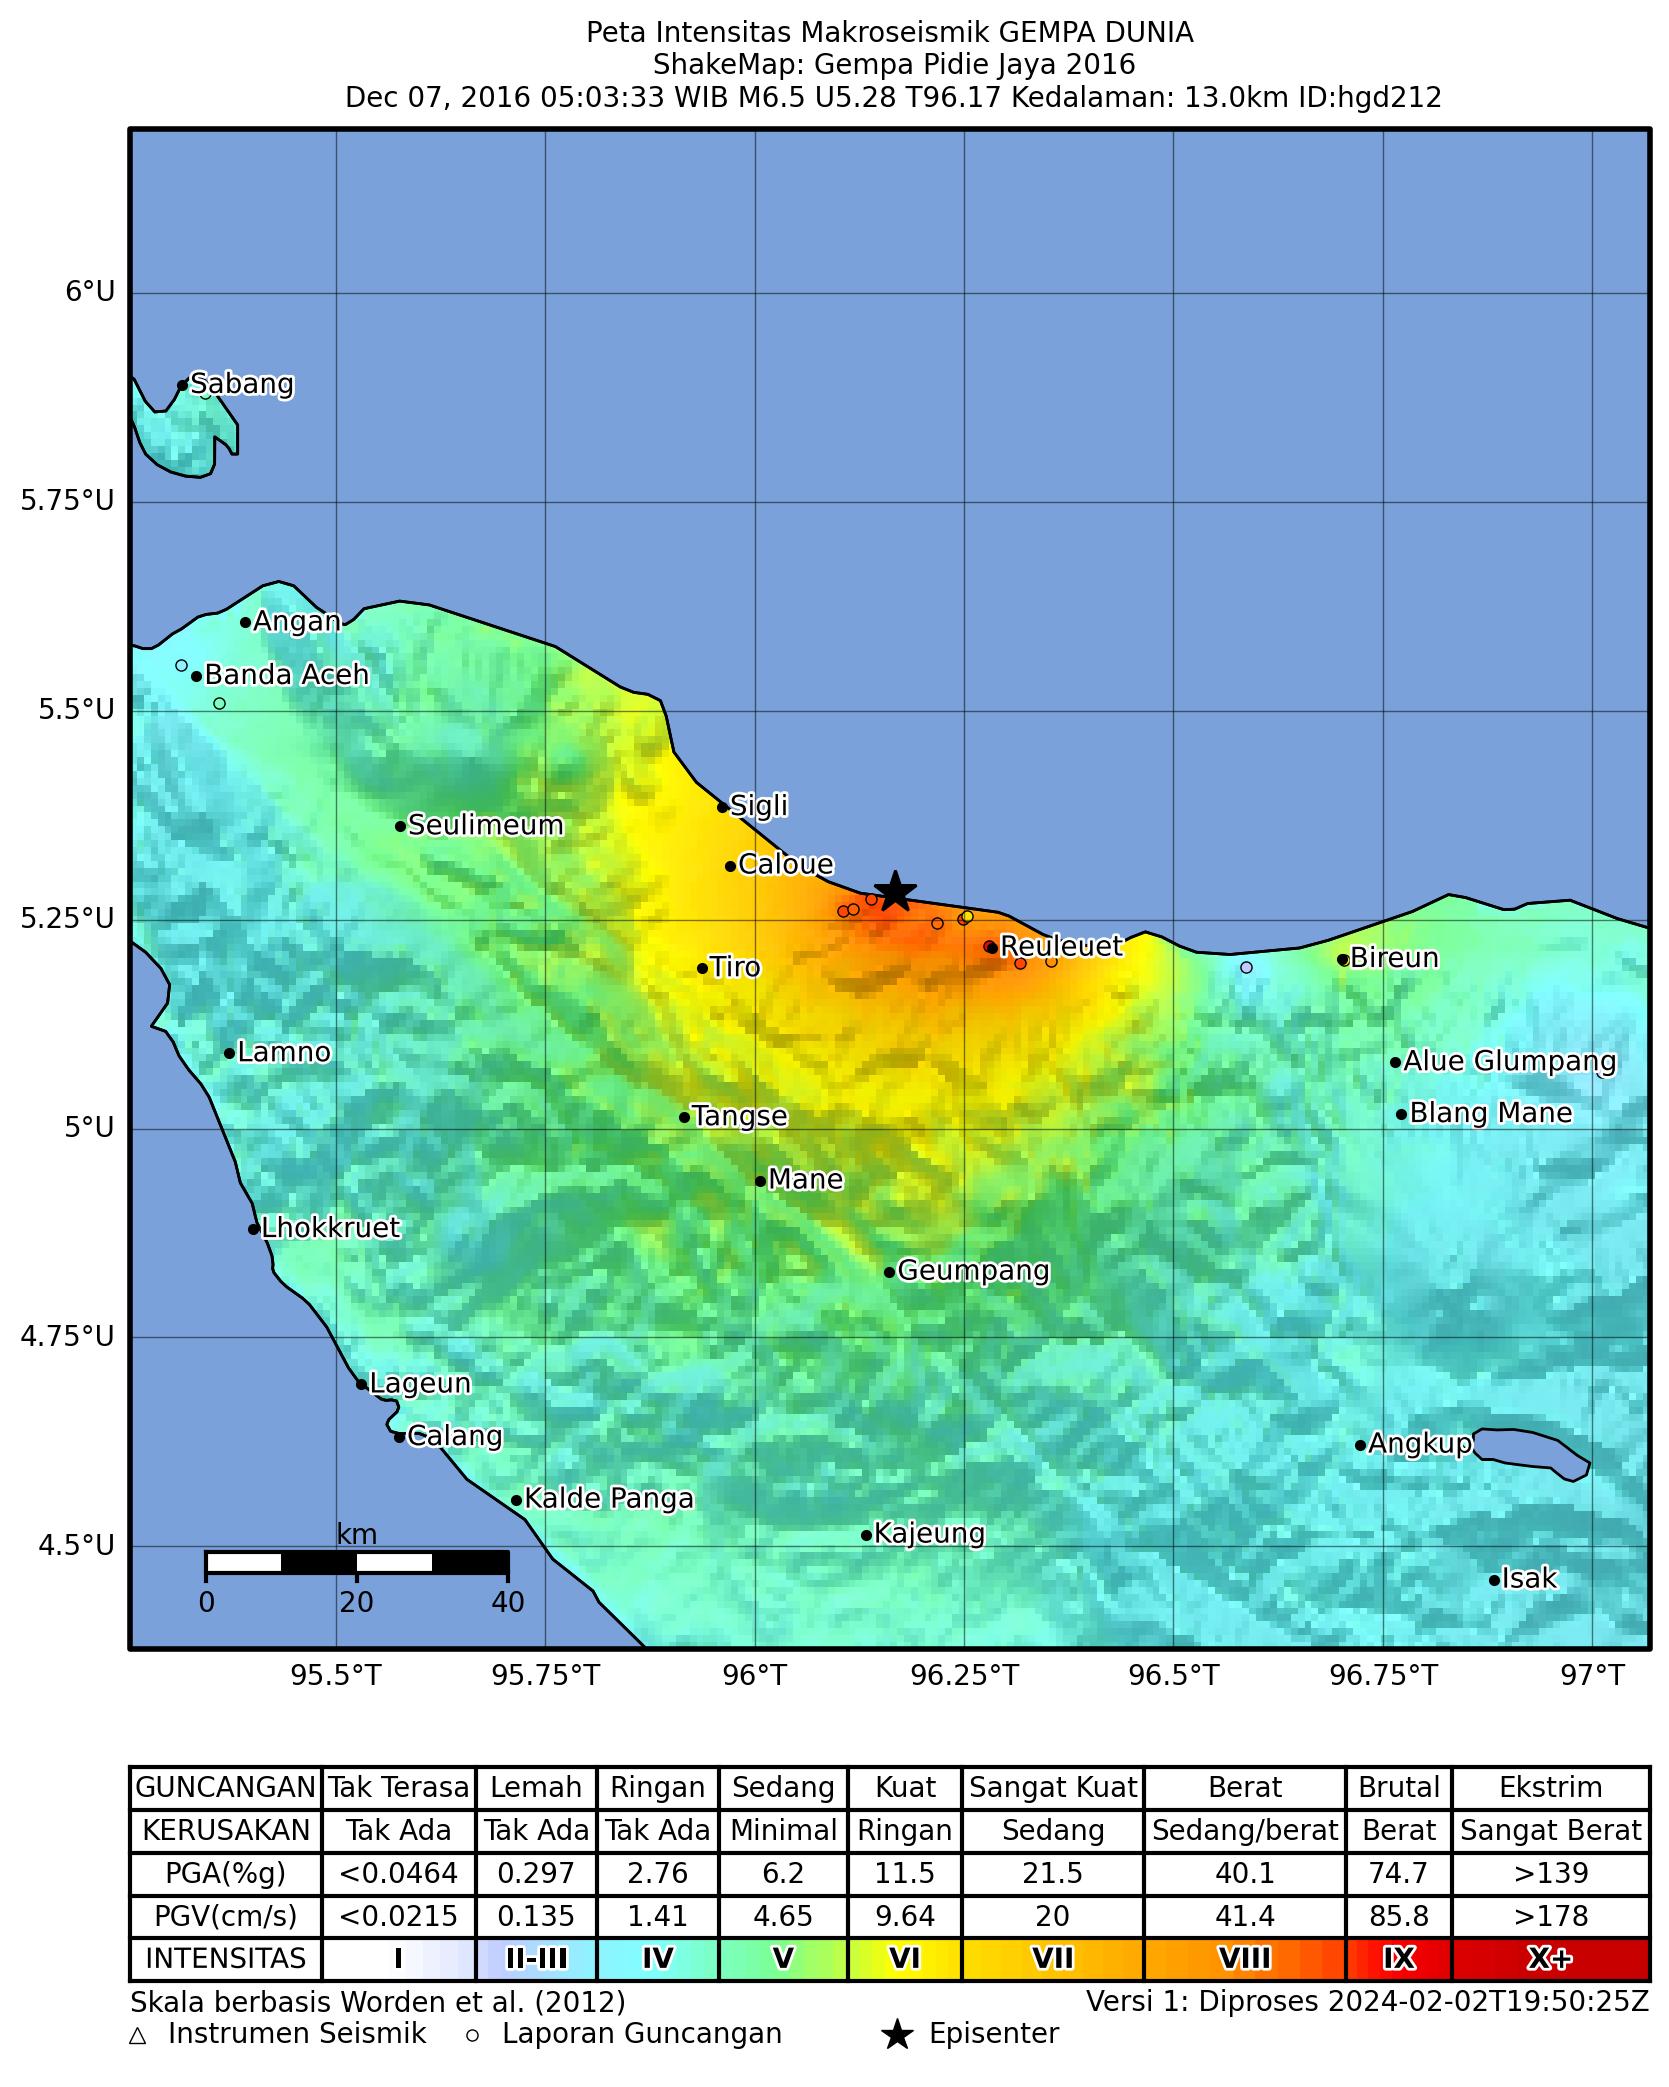 Peta Intensitas Makroseismik GEMPA DUNIA
ShakeMap: Gempa Pidie Jaya 2016
Dec 07, 2016 05:03:33 WIB M6.5 U5.28 T96.17 Kedalaman: 13.0km ID:hgd212
6°U
Sabang
5.75°U
Angan
Banda Aceh
5.5°U
Sigli
Seulimeum
Caloue
5.25°U
Reuleuet
Bireun
Tiro
Lamno
Alue Glumpang
Blang Mane
Tangse
5°U
Mane
Lhokkruet
Geumpang
4.75°U
Lageun
Calang
Angkup
Kalde Panga
Kajeung
4.5°U
km
Isak
0 20 40
95.5°T 95.75°T 96°T 96.25°T 96.5°T 96.75°T 97°T
GUNCANGAN Tak Terasa Lemah Ringan Sedang Kuat Sangat Kuat Berat Brutal Ekstrim
KERUSAKAN Tak Ada Tak Ada Tak Ada Minimal Ringan Sedang Sedang/berat Berat Sangat Berat
PGA(%g) <0.0464 0.297 2.76 6.2 11.5 21.5 40.1 74.7 >139
PGV(cm/s) <0.0215 0.135 1.41 4.65 9.64 20 41.4 85.8 >178
INTENSITAS I II-III IV V VI VII VIII IX X+
Skala berbasis Worden et al. (2012) Versi 1: Diproses 2024-02-02T19:50:25Z
Instrumen Seismik Laporan Guncangan Episenter